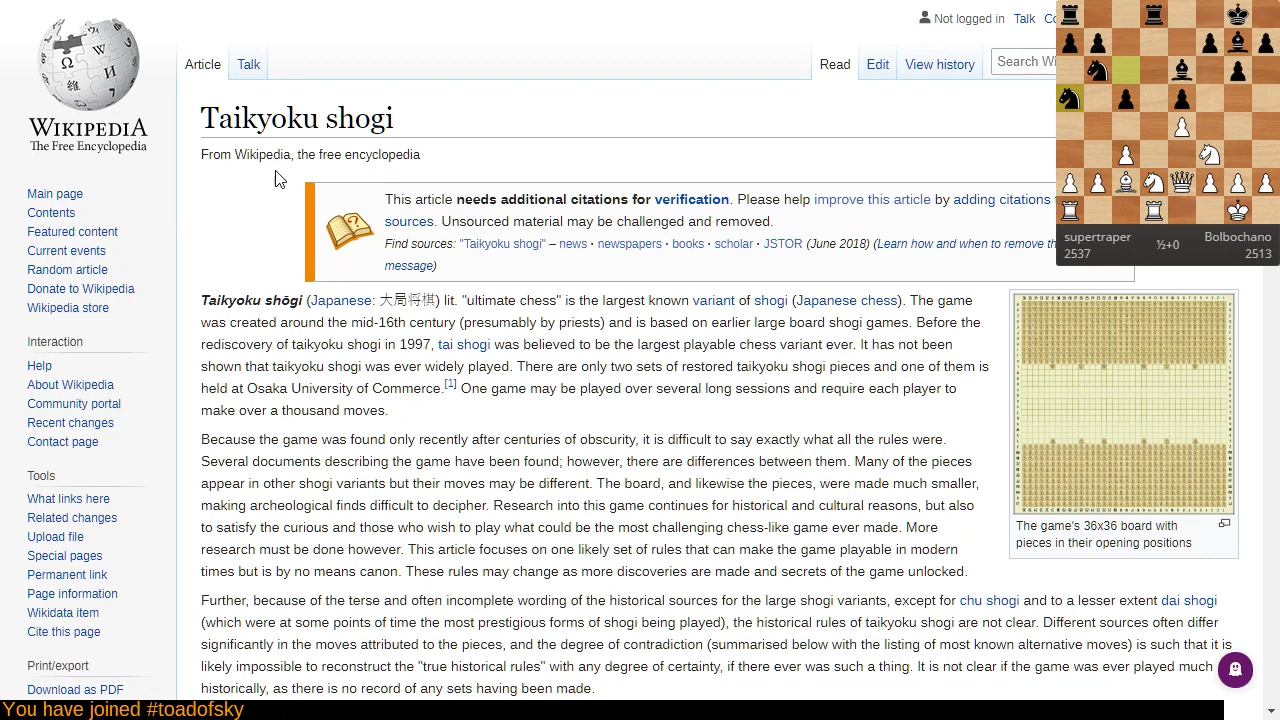 Not logged in Talk Co
Article Talk Read Edit View history Search Wi
WIKIPEDIA
The Free Encyclopedia
Taikyoku shogi
From Wikipedia, the free encyclopedia
This article needs additional citations for verification. Please help improve this article by adding citations t
sources. Unsourced material may be challenged and removed.
Find sources: "Taikyoku shogi" – news · newspapers · books · scholar · JSTOR (June 2018) (Learn how and when to remove th
message)
supertraper
2537
½+0
Bolbochano
2513
Main page
Contents
Featured content
Current events
Random article
Donate to Wikipedia
Wikipedia store
Interaction
Help
About Wikipedia
Community portal
Recent changes
Contact page
Tools
What links here
Related changes
Upload file
Special pages
Permanent link
Page information
Wikidata item
Cite this page
Print/export
Download as PDF
Taikyoku shōgi (Japanese: 大局将棋) lit. "ultimate chess" is the largest known variant of shogi (Japanese chess). The game
was created around the mid-16th century (presumably by priests) and is based on earlier large board shogi games. Before the
rediscovery of taikyoku shogi in 1997, tai shogi was believed to be the largest playable chess variant ever. It has not been
shown that taikyoku shogi was ever widely played. There are only two sets of restored taikyoku shogi pieces and one of them is
held at Osaka University of Commerce.[1] One game may be played over several long sessions and require each player to
make over a thousand moves.
Because the game was found only recently after centuries of obscurity, it is difficult to say exactly what all the rules were.
Several documents describing the game have been found; however, there are differences between them. Many of the pieces
appear in other shogi variants but their moves may be different. The board, and likewise the pieces, were made much smaller,
making archeological finds difficult to decipher. Research into this game continues for historical and cultural reasons, but also
to satisfy the curious and those who wish to play what could be the most challenging chess-like game ever made. More
research must be done however. This article focuses on one likely set of rules that can make the game playable in modern
times but is by no means canon. These rules may change as more discoveries are made and secrets of the game unlocked.
The game's 36x36 board with
pieces in their opening positions
Further, because of the terse and often incomplete wording of the historical sources for the large shogi variants, except for chu shogi and to a lesser extent dai shogi
(which were at some points of time the most prestigious forms of shogi being played), the historical rules of taikyoku shogi are not clear. Different sources often differ
significantly in the moves attributed to the pieces, and the degree of contradiction (summarised below with the listing of most known alternative moves) is such that it is
likely impossible to reconstruct the "true historical rules" with any degree of certainty, if there ever was such a thing. It is not clear if the game was ever played much
historically, as there is no record of any sets having been made.
You have joined #toadofsky